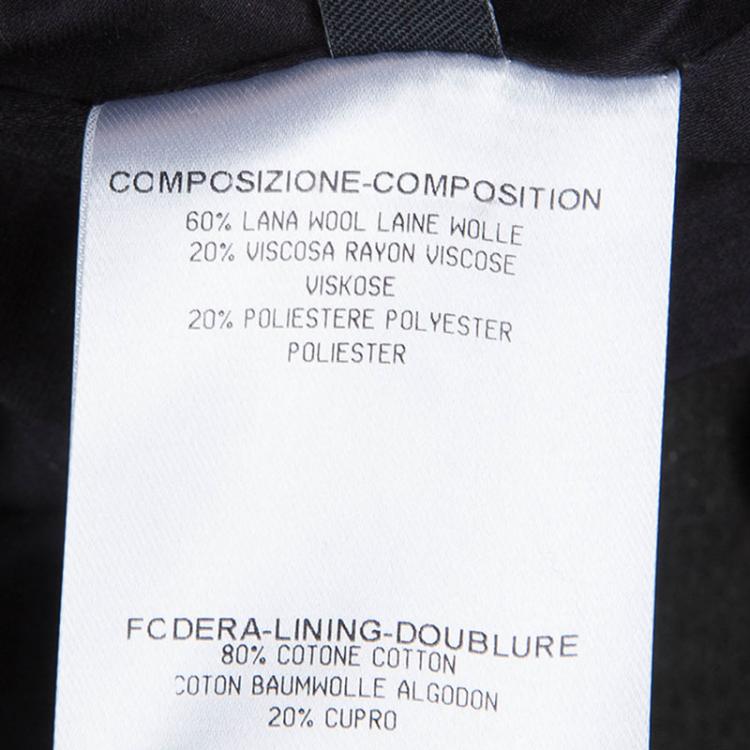 COMPOSIZIONE-COMPOSITION
60% LANA WOOL LAINE WOLLE
20% VISCOSA RAYON VISCOSE
VISKOSE
20% POLIESTERE POLYESTER
POLIESTER
FODERA-LINING-DOUBLURE
80% COTONE COTTON
COTON BAUMWOLLE ALGODON
20% CUPRO